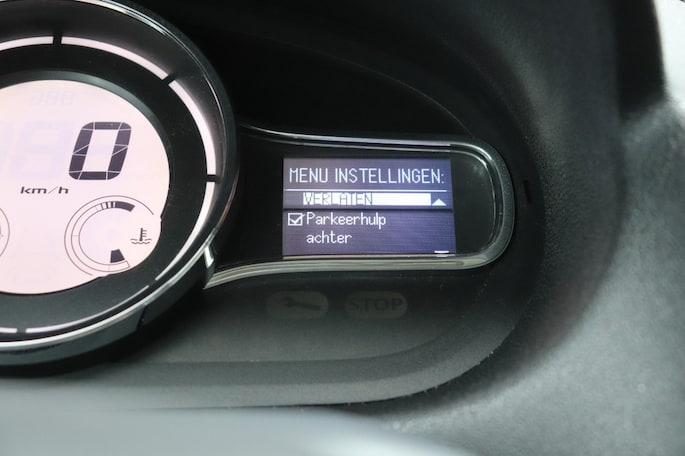 0
km/h
MENU INSTELLINGEN:
VERLATEN
Parkeerhulp
achter
STOP